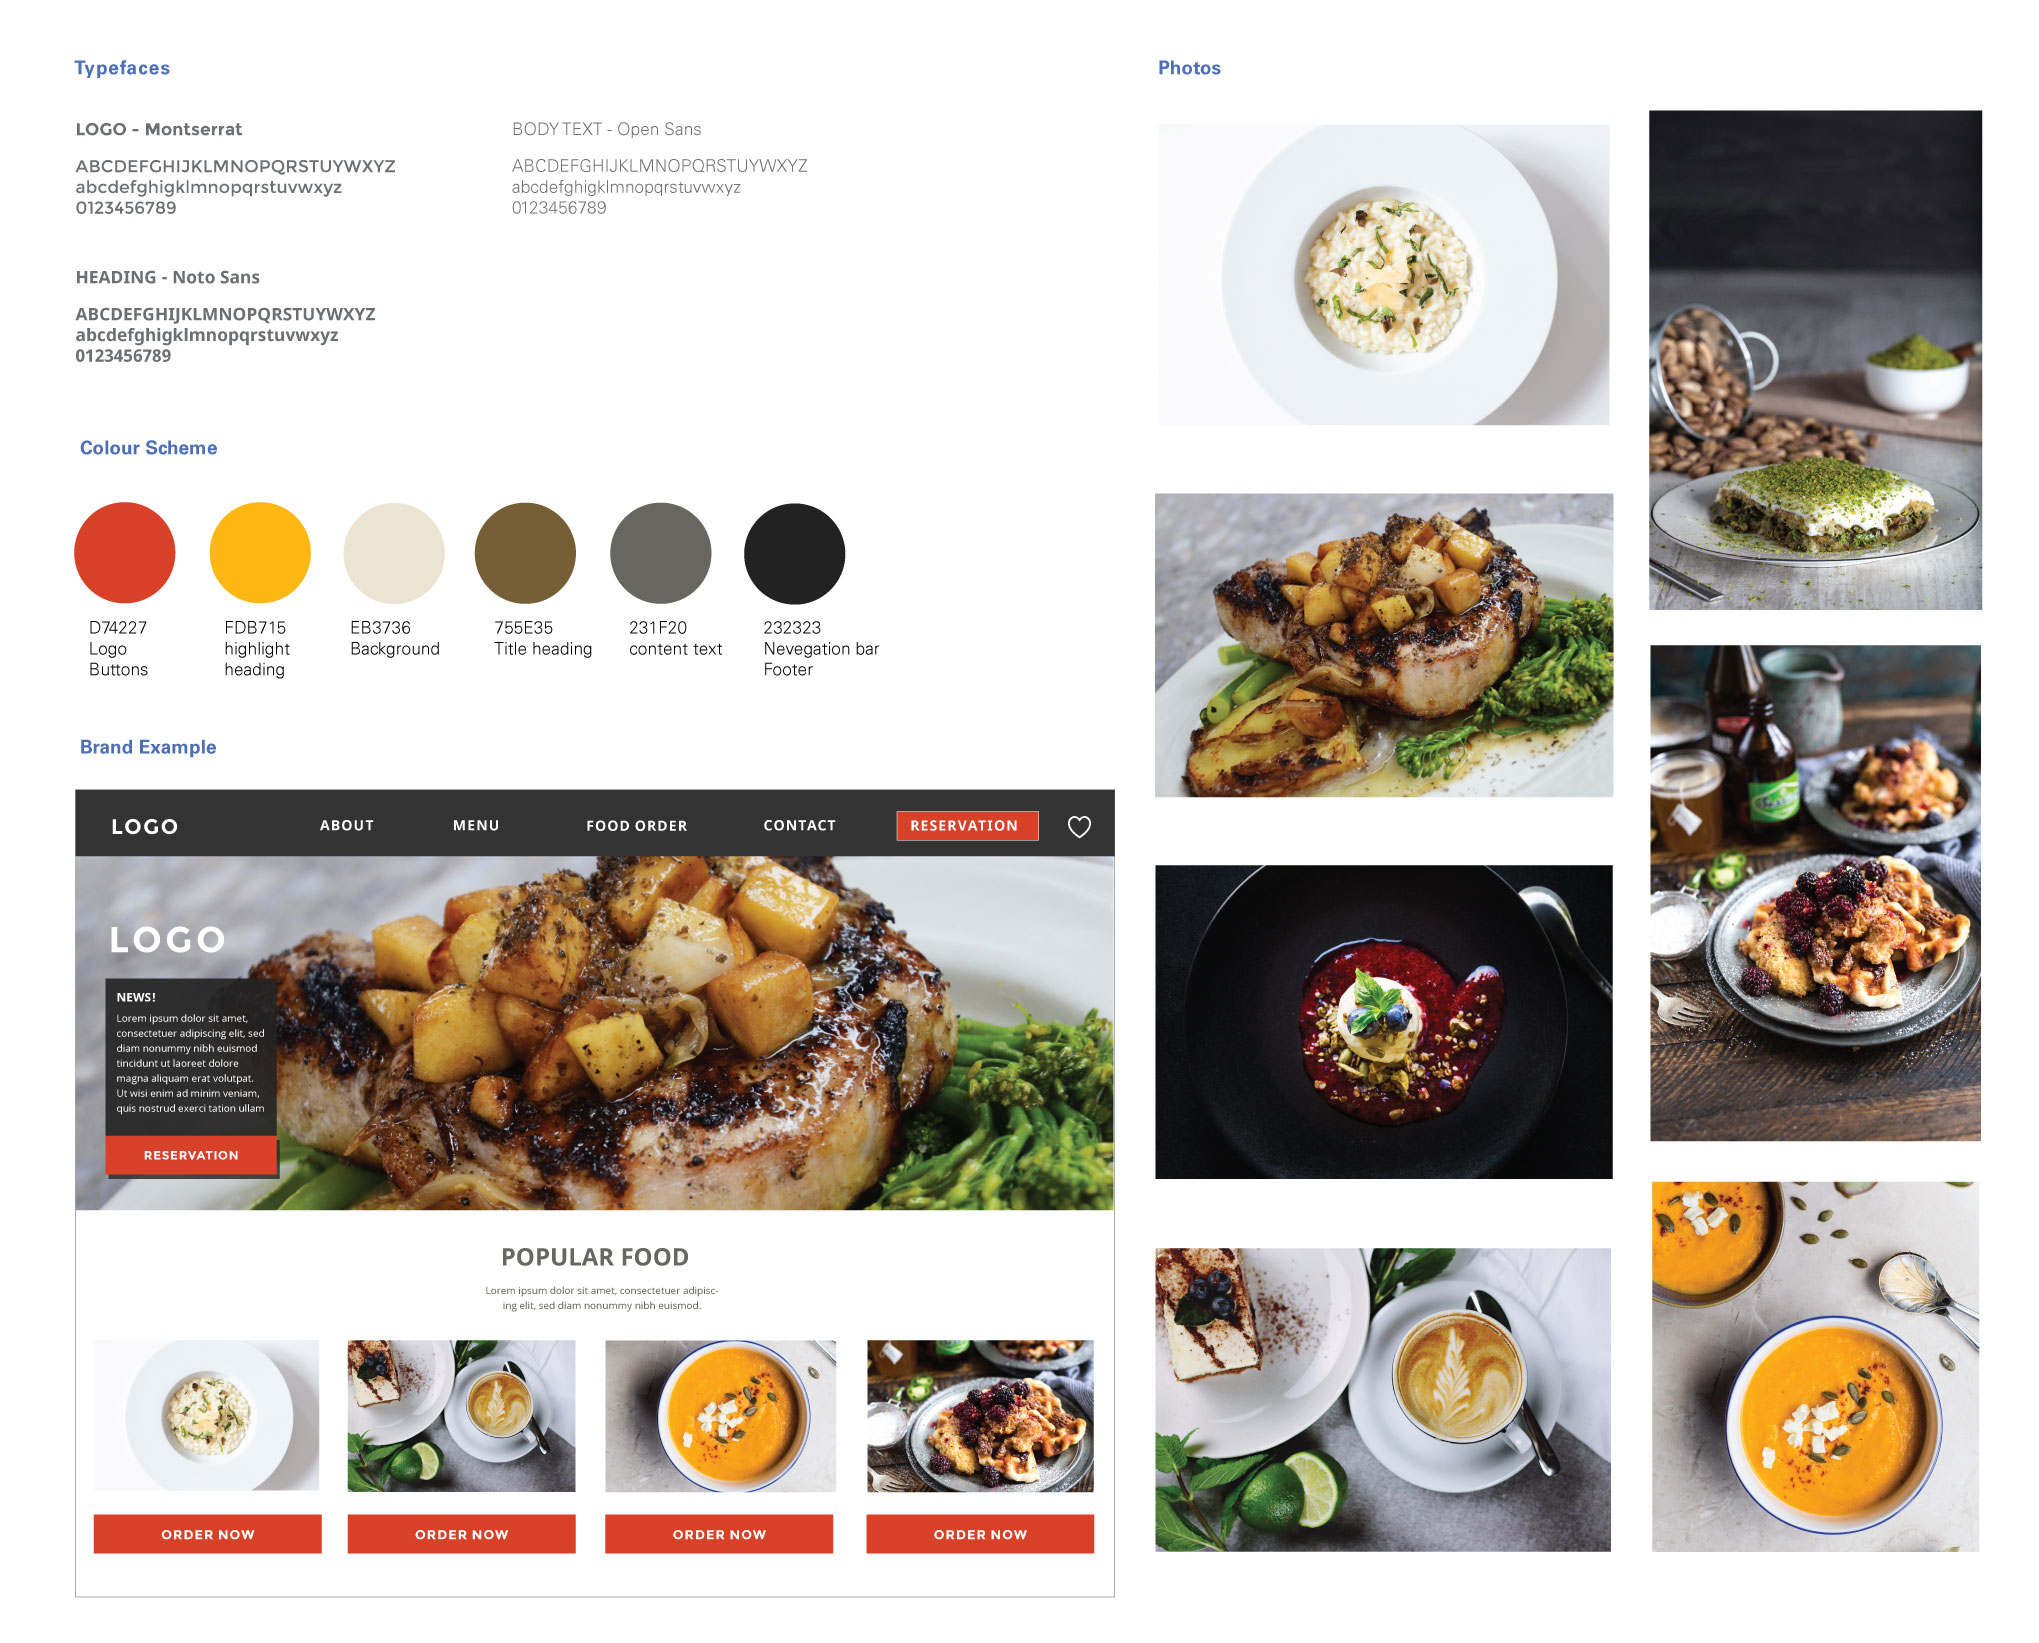 Typefaces
LOGO - Montserrat
ABCDEFGHIJKLMNOPQRSTUYWXYZ
abcdefghigklmnopqrstuvwxyz
0123456789
BODY TEXT - Open Sans
ABCDEFGHIJKLMNOPQRSTUYWXYZ
abcdefghigklmnopqrstuvwxyz
0123456789
HEADING - Noto Sans
ABCDEFGHIJKLMNOPQRSTUYWXYZ
abcdefghigklmnopqrstuvwxyz
0123456789
Colour Scheme
D74227
Logo
Buttons
FDB715
highlight
heading
EB3736
Background
755E35
Title heading
231F20
content text
232323
Nevegation bar
Footer
Brand Example
LOGO
ABOUT
MENU
FOOD ORDER
CONTACT
RESERVATION
LOGO
NEWS!
Lorem ipsum dolor sit amet,
consectetuer adipiscing elit, sed
diam nonummy nibh euismod
tincidunt ut laoreet dolore
magna aliquam erat volutpat.
Ut wisi enim ad minim veniam,
quis nostrud exerci tation ullam
RESERVATION
POPULAR FOOD
Lorem ipsum dolor sit amet, consectetuer adipisc-
ing elit, sed diam nonummy nibh euismod.
ORDER NOW
ORDER NOW
ORDER NOW
ORDER NOW
Photos